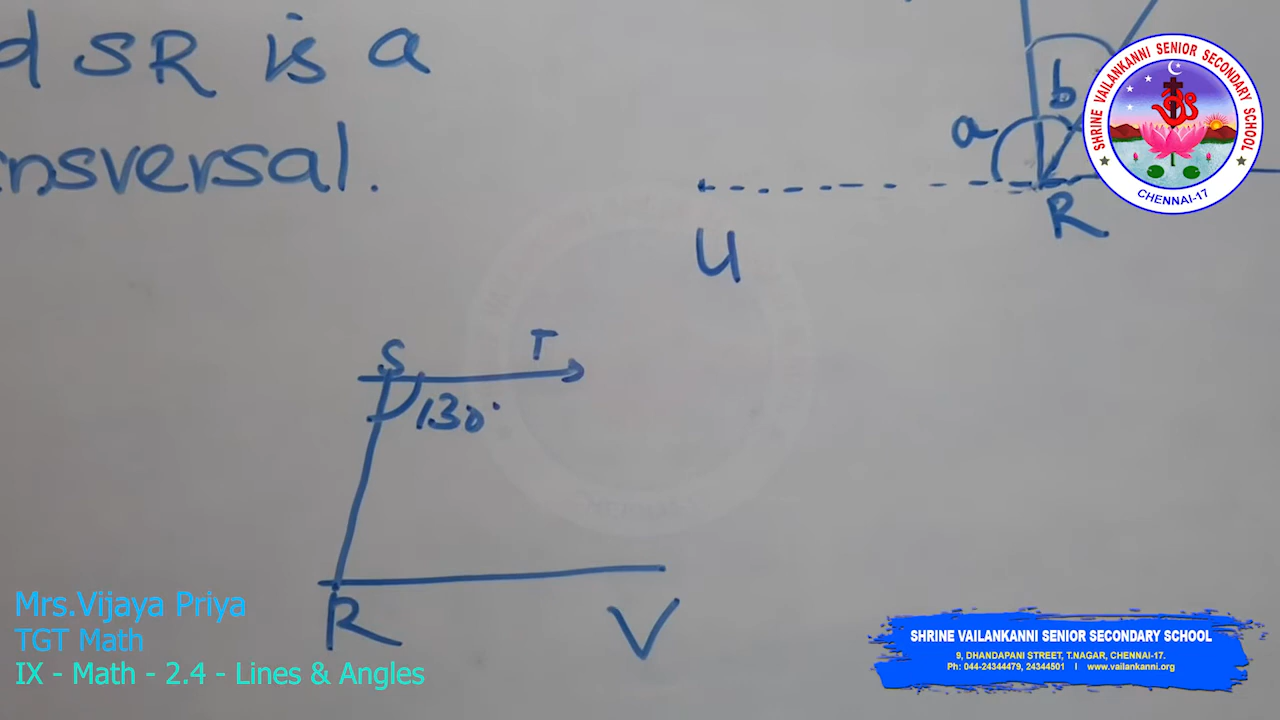 d SR is a
nsversal.
a
b
R
U
S
T
130°
R
V
SHRINE VAILANKANNI SENIOR SECONDARY SCHOOL
CHENNAI-17
Mrs.Vijaya Priya
TGT Math
IX - Math - 2.4 - Lines & Angles
SHRINE VAILANKANNI SENIOR SECONDARY SCHOOL
9, DHANDAPANI STREET, T.NAGAR, CHENNAI-17.
Ph: 044-24344479, 24344501 I www.vailankanni.org